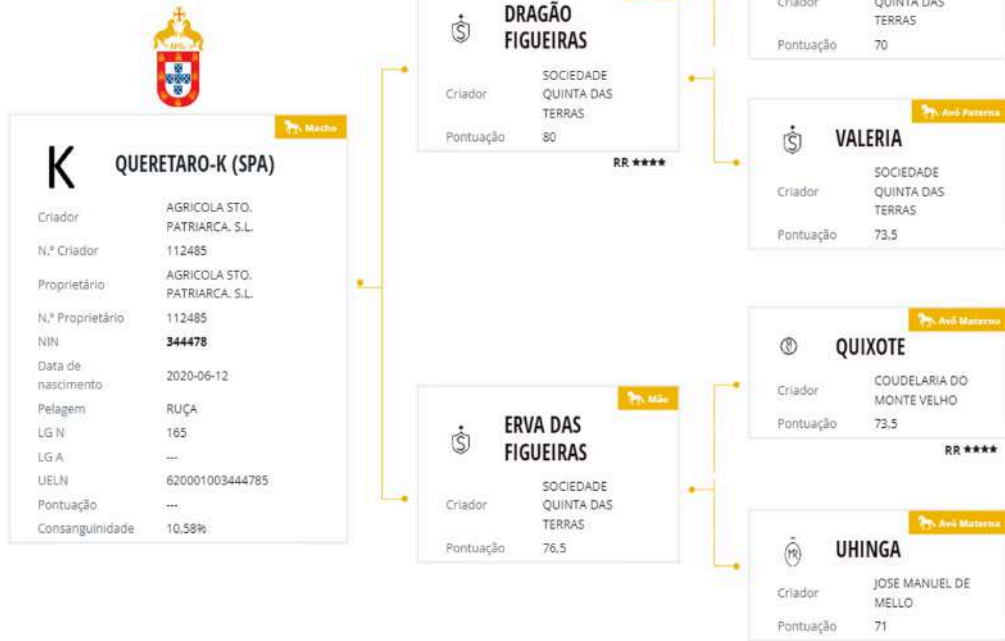 APSL
Macho
K
QUERETARO-K (SPA)
Criador
AGRICOLA STO.
PATRIARCA. S.L.
N.º Criador 112485
Proprietário
AGRICOLA STO.
PATRIARCA. S.L.
N.º Proprietário 112485
NIN 344478
Data de
nascimento
2020-06-12
Pelagem RUÇA
LG N 165
LG A ---
UELN 620001003444785
Pontuação ---
Consanguinidade 10,58%
DRAGÃO
FIGUEIRAS
Criador
SOCIEDADE
QUINTA DAS
TERRAS
Pontuação 80
RR ★★★★
Mãe
ERVA DAS
FIGUEIRAS
Criador
SOCIEDADE
QUINTA DAS
TERRAS
Pontuação 76,5
Criador
QUINTA DAS
TERRAS
Pontuação 70
Avó Paterna
VALERIA
Criador
SOCIEDADE
QUINTA DAS
TERRAS
Pontuação 73,5
Avô Materno
QUIXOTE
Criador
COUDELARIA DO
MONTE VELHO
Pontuação 73,5
RR ★★★★
Avó Materna
MR
UHINGA
Criador
JOSE MANUEL DE
MELLO
Pontuação 71